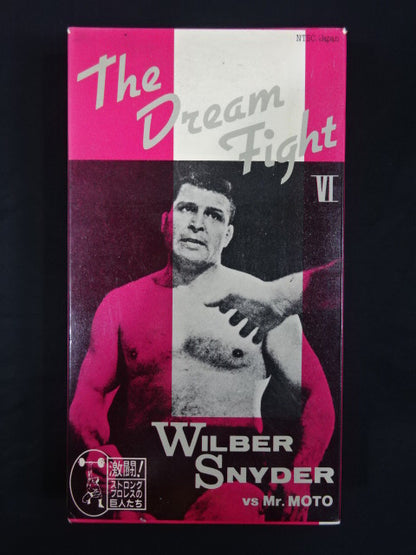 NTSC Japan
The
Dream
Fight
VI
WILBER
SNYDER
vs Mr. MOTO
激闘!
ストロング
プロレスの
巨人たち